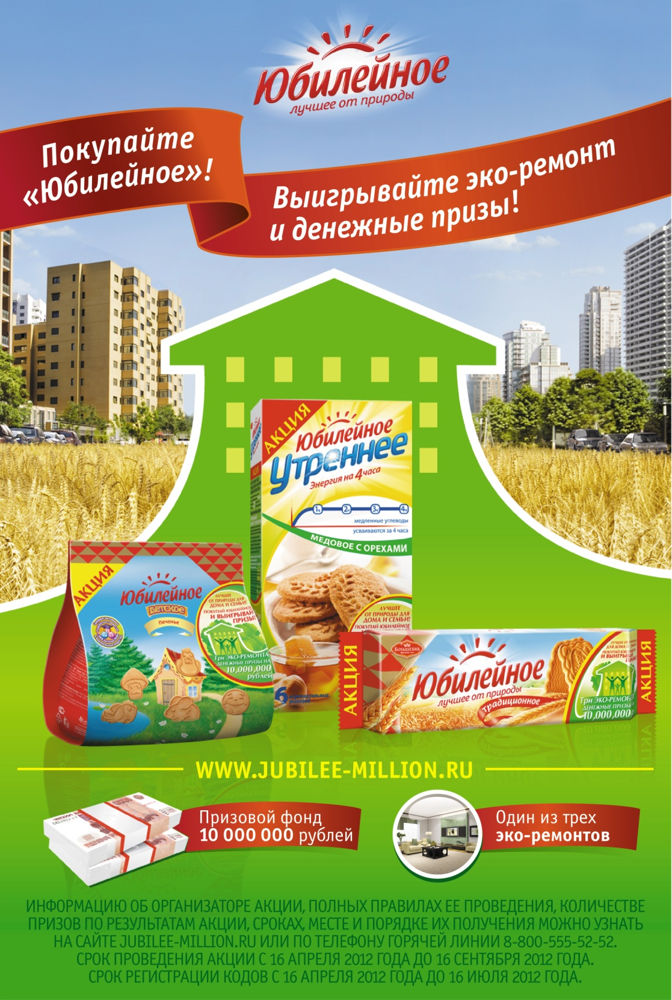 Юбилейное
лучшее от природы
Покупайте
«Юбилейное»!
Выигрывайте эко-ремонт
и денежные призы!
АКЦИЯ
Юбилейное
Утреннее
Энергия на 4 часа
1ч 2ч 3ч 4ч
медленные углеводы
усваиваются за 4 часа
МЕДОВОЕ С ОРЕХАМИ
ЛУЧШЕЕ
ОТ ПРИРОДЫ ДЛЯ
ДОМА И СЕМЬИ!
ПОКУПАЙ ЮБИЛЕЙНОЕ
6 индивидуальных
упаковок
АКЦИЯ
Юбилейное
ДЕТСКОЕ
Печенье
ЛУЧШЕЕ
ОТ ПРИРОДЫ ДЛЯ
ДОМА И СЕМЬИ!
ПОКУПАЙ ЮБИЛЕЙНОЕ
И ВЫИГРЫВАЙ
ПРИЗЫ!
ТРИ ЭКО-РЕМОНТА
ДЕНЕЖНЫЕ ПРИЗЫ НА
10,000,000
рублей
АКЦИЯ
БОЛЬШЕВИК
Юбилейное
лучшее от природы
традиционное
ТРИ ЭКО-РЕМОН
ДЕНЕЖНЫЕ ПРИЗЫ
10,000,000
АКЦИЯ
WWW.JUBILEE-MILLION.RU
Призовой фонд
10 000 000 рублей
Один из трех
эко-ремонтов
ИНФОРМАЦИЮ ОБ ОРГАНИЗАТОРЕ АКЦИИ, ПОЛНЫХ ПРАВИЛАХ ЕЕ ПРОВЕДЕНИЯ, КОЛИЧЕСТВЕ
ПРИЗОВ ПО РЕЗУЛЬТАТАМ АКЦИИ, СРОКАХ, МЕСТЕ И ПОРЯДКЕ ИХ ПОЛУЧЕНИЯ МОЖНО УЗНАТЬ
НА САЙТЕ JUBILEE-MILLION.RU ИЛИ ПО ТЕЛЕФОНУ ГОРЯЧЕЙ ЛИНИИ 8-800-555-52-52.
СРОК ПРОВЕДЕНИЯ АКЦИИ С 16 АПРЕЛЯ 2012 ГОДА ДО 16 СЕНТЯБРЯ 2012 ГОДА.
СРОК РЕГИСТРАЦИИ КОДОВ С 16 АПРЕЛЯ 2012 ГОДА ДО 16 ИЮЛЯ 2012 ГОДА.